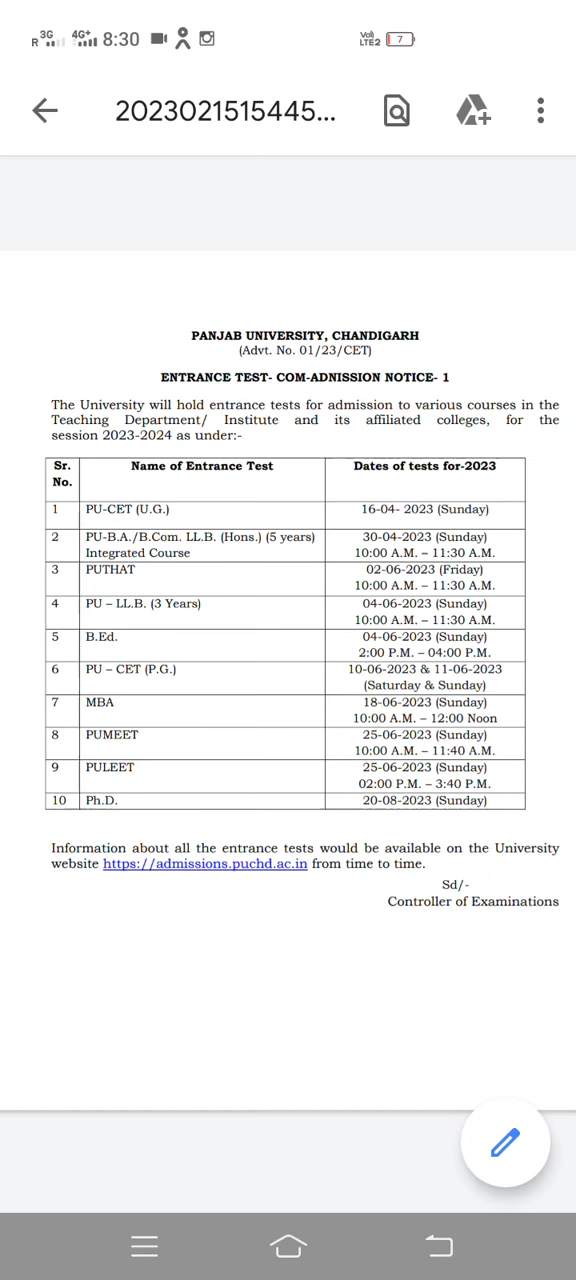 R 3G 4G+ 8:30 Vo) LTE2 7
2023021515445...
PANJAB UNIVERSITY, CHANDIGARH
(Advt. No. 01/23/CET)
ENTRANCE TEST- COM-ADNISSION NOTICE- 1
The University will hold entrance tests for admission to various courses in the
Teaching Department/ Institute and its affiliated colleges, for the
session 2023-2024 as under:-
Sr. No. Name of Entrance Test Dates of tests for-2023
1 PU-CET (U.G.) 16-04- 2023 (Sunday)
2 PU-B.A./B.Com. LL.B. (Hons.) (5 years) 30-04-2023 (Sunday)
Integrated Course 10:00 A.M. – 11:30 A.M.
3 PUTHAT 02-06-2023 (Friday)
10:00 A.M. – 11:30 A.M.
4 PU – LL.B. (3 Years) 04-06-2023 (Sunday)
10:00 A.M. – 11:30 A.M.
5 B.Ed. 04-06-2023 (Sunday)
2:00 P.M. – 04:00 P.M.
6 PU – CET (P.G.) 10-06-2023 & 11-06-2023
(Saturday & Sunday)
7 MBA 18-06-2023 (Sunday)
10:00 A.M. – 12:00 Noon
8 PUMEET 25-06-2023 (Sunday)
10:00 A.M. – 11:40 A.M.
9 PULEET 25-06-2023 (Sunday)
02:00 P.M. – 3:40 P.M.
10 Ph.D. 20-08-2023 (Sunday)
Information about all the entrance tests would be available on the University
website https://admissions.puchd.ac.in from time to time.
Sd/-
Controller of Examinations